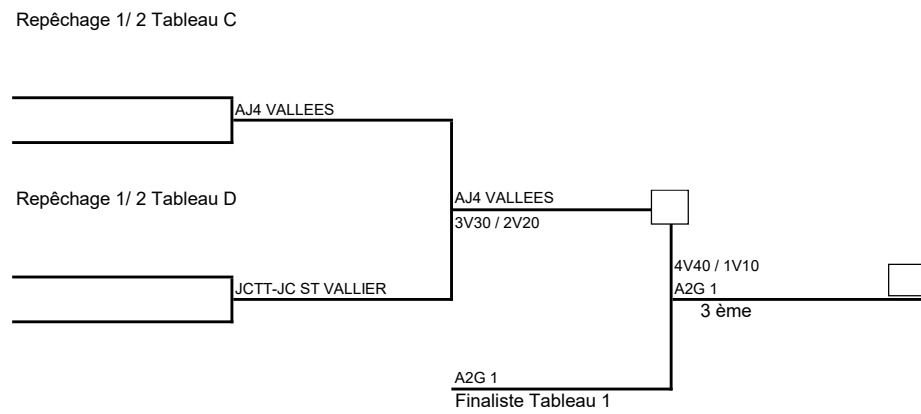 Repêchage 1/ 2 Tableau C
AJ4 VALLEES
Repêchage 1/ 2 Tableau D
AJ4 VALLEES
3V30 / 2V20
JCTT-JC ST VALLIER
4V40 / 1V10
A2G 1
3 ème
A2G 1
Finaliste Tableau 1